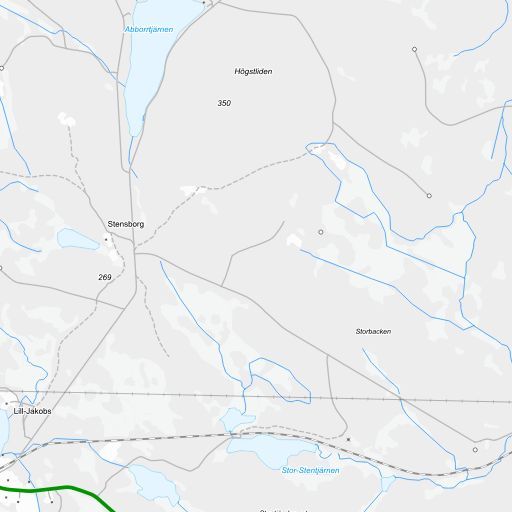 Abborrtjärnen
Högstliden
350
Stensborg
269
Storbacken
Lill-Jakobs
Stor-Stentjärnen